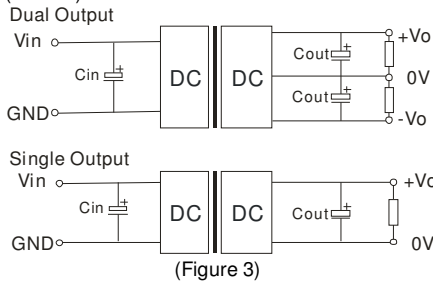 Dual Output
Vin
+Vo
Cin
+
DC
DC
Cout
+
0V
Cout
+
GND
-Vo
Single Output
Vin
+Vo
Cin
+
DC
DC
Cout
+
GND
0V
(Figure 3)